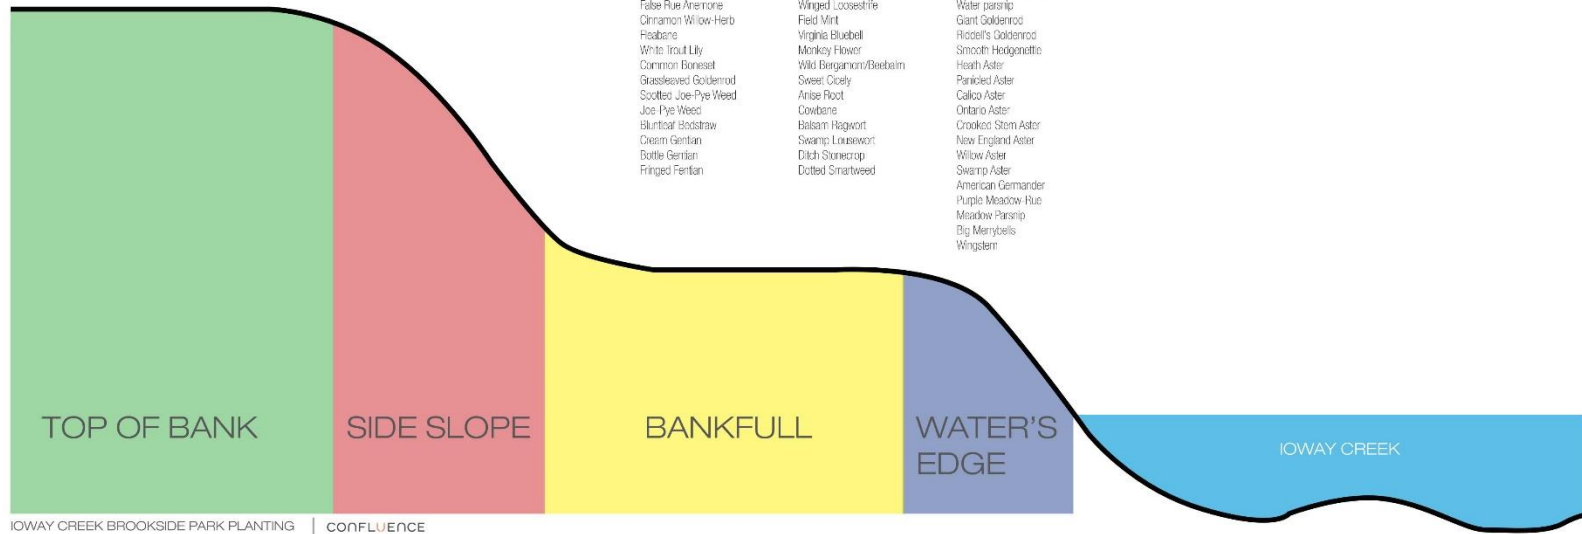 False Rue Anemone
Cinnamon Willow-Herb
Fleabane
White Trout Lily
Common Boneset
Grassleaved Goldenrod
Spotted Joe-Pye Weed
Joe-Pye Weed
Bluntleaf Bedstraw
Cream Gentian
Bottle Gentian
Fringed Fentian
Winged Loosestrife
Field Mint
Virginia Bluebell
Monkey Flower
Wild Bergamont/Beebalm
Sweet Cicely
Anise Root
Cowbane
Balsam Ragwort
Swamp Lousewort
Ditch Stonecrop
Dotted Smartweed
Water parsnip
Giant Goldenrod
Riddell's Goldenrod
Smooth Hedgenettle
Heath Aster
Panicled Aster
Calico Aster
Ontario Aster
Crooked Stem Aster
New England Aster
Willow Aster
Swamp Aster
American Germander
Purple Meadow-Rue
Meadow Parsnip
Big Merrybells
Wingstem
TOP OF BANK
SIDE SLOPE
BANKFULL
WATER'S
EDGE
IOWAY CREEK
IOWAY CREEK BROOKSIDE PARK PLANTING | CONFLUENCE